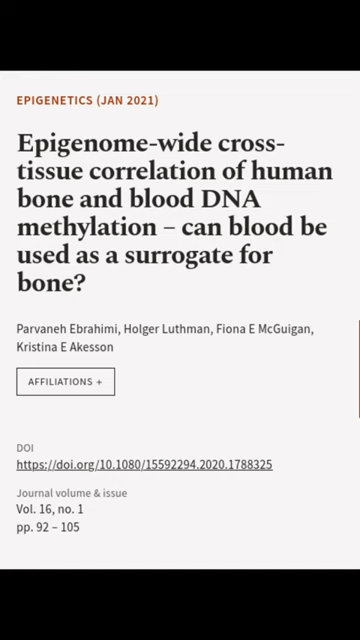 EPIGENETICS (JAN 2021)
Epigenome-wide cross-
tissue correlation of human
bone and blood DNA
methylation – can blood be
used as a surrogate for
bone?
Parvaneh Ebrahimi, Holger Luthman, Fiona E McGuigan,
Kristina E Akesson
AFFILIATIONS +
DOI
https://doi.org/10.1080/15592294.2020.1788325
Journal volume & issue
Vol. 16, no. 1
pp. 92 – 105